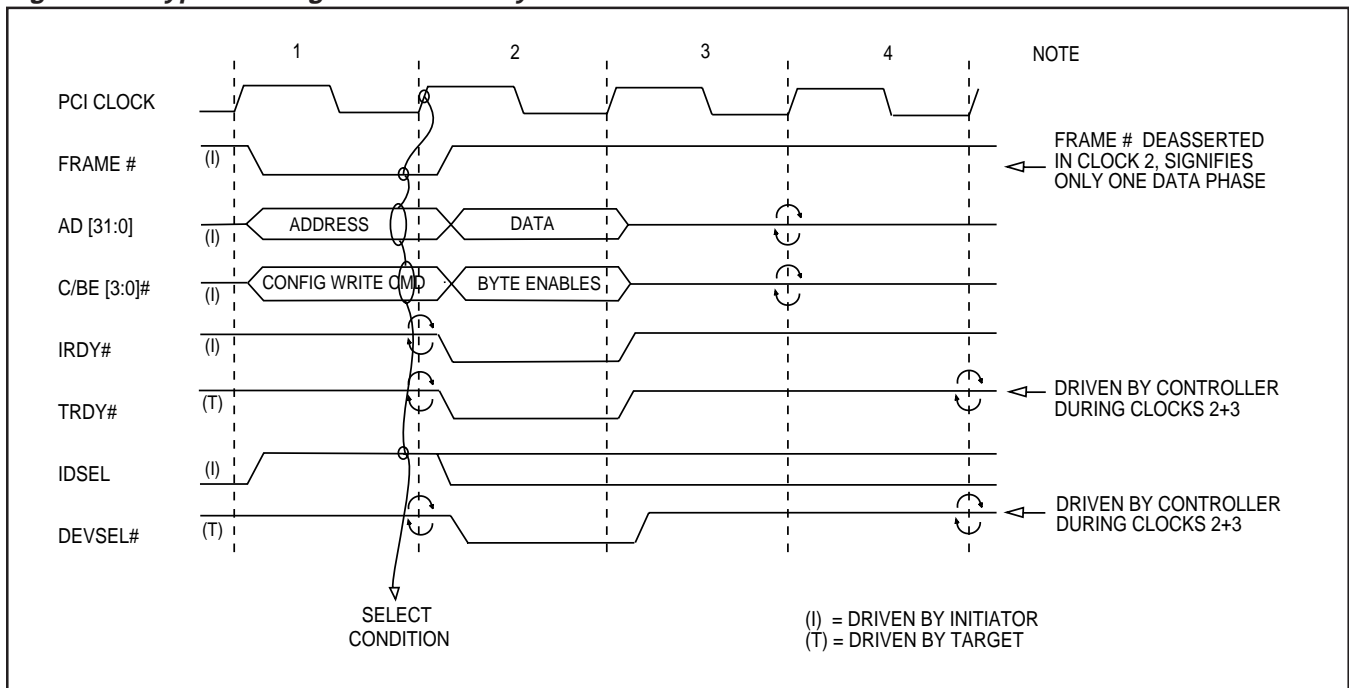 1 2 3 4 NOTE
PCI CLOCK
FRAME # (I)
FRAME # DEASSERTED
IN CLOCK 2, SIGNIFIES
ONLY ONE DATA PHASE
AD [31:0] (I) ADDRESS DATA
C/BE [3:0]# (I) CONFIG WRITE CMD BYTE ENABLES
IRDY# (I)
TRDY# (T)
DRIVEN BY CONTROLLER
DURING CLOCKS 2+3
IDSEL (I)
DEVSEL# (T)
DRIVEN BY CONTROLLER
DURING CLOCKS 2+3
SELECT
CONDITION
(I) = DRIVEN BY INITIATOR
(T) = DRIVEN BY TARGET